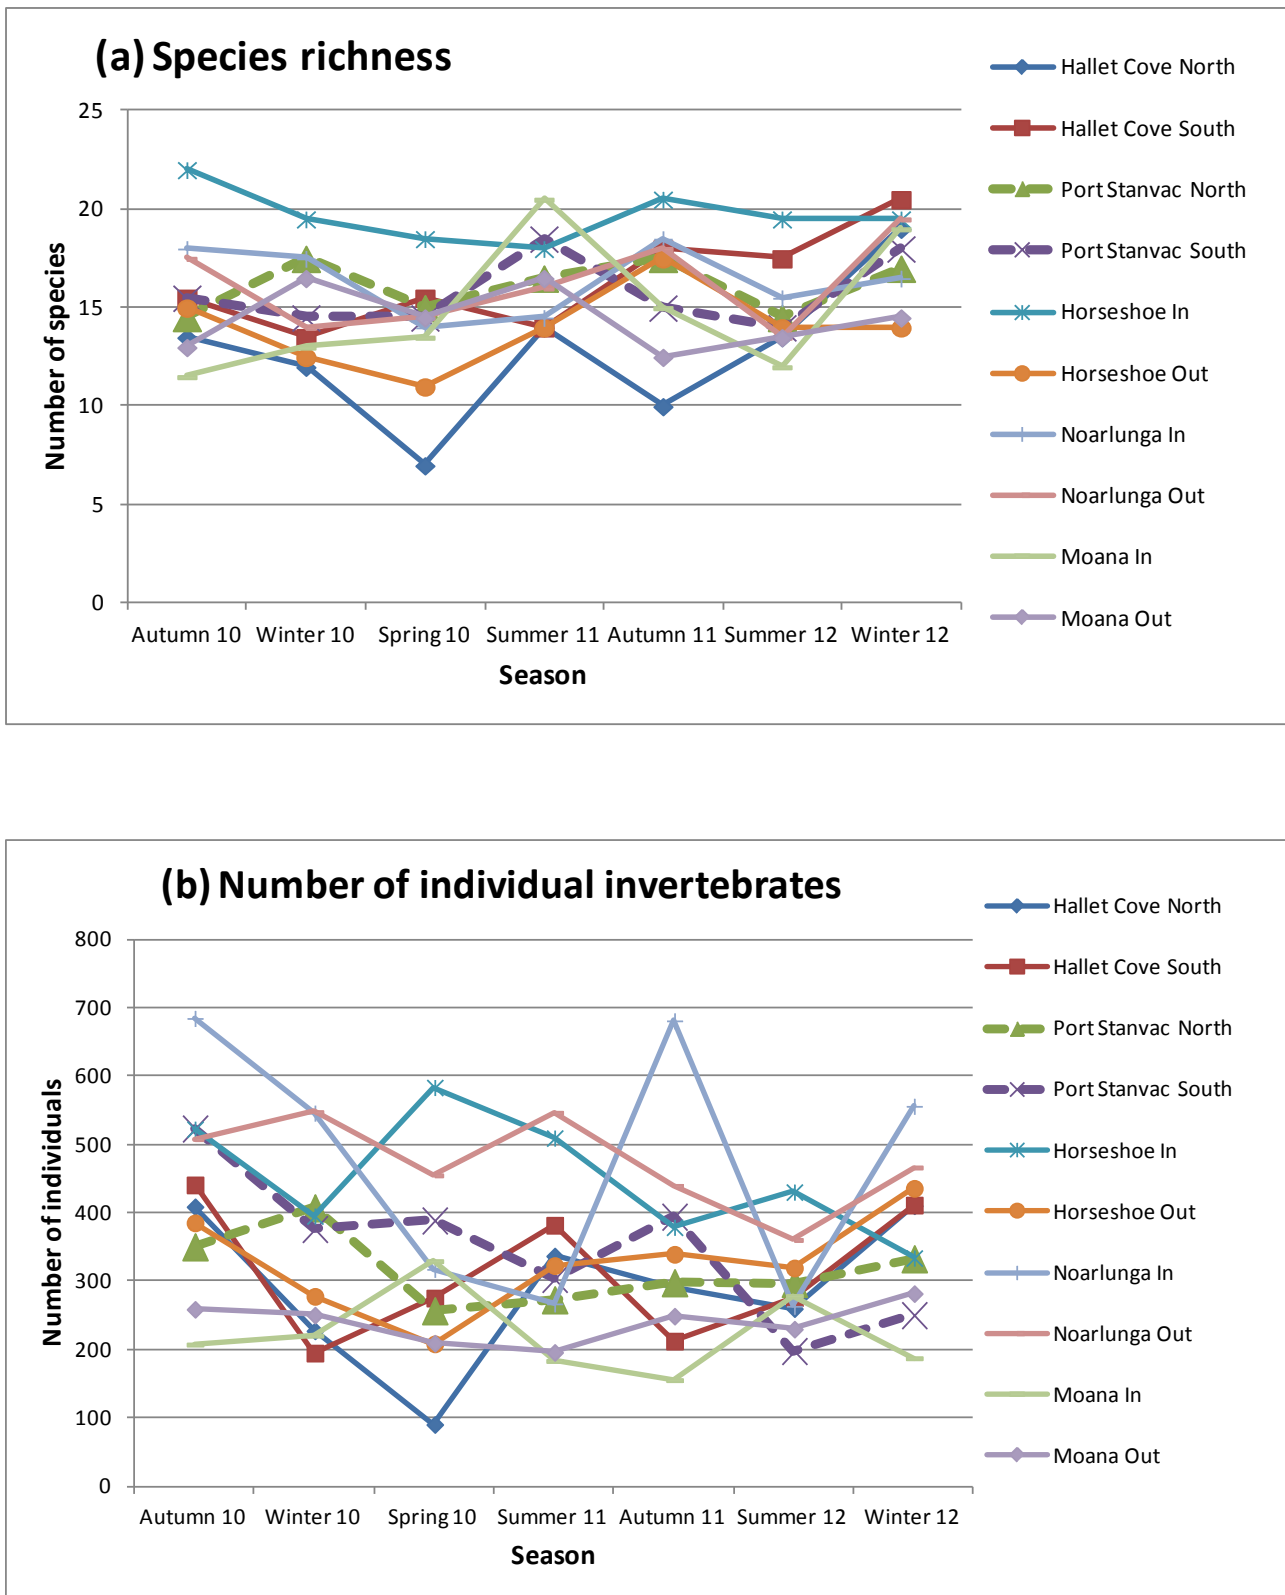 (a) Species richness
Number of species
25
20
15
10
5
0
Autumn 10 Winter 10 Spring 10 Summer 11 Autumn 11 Summer 12 Winter 12
Season
Hallet Cove North
Hallet Cove South
Port Stanvac North
Port Stanvac South
Horseshoe In
Horseshoe Out
Noarlunga In
Noarlunga Out
Moana In
Moana Out
(b) Number of individual invertebrates
Number of individuals
800
700
600
500
400
300
200
100
0
Autumn 10 Winter 10 Spring 10 Summer 11 Autumn 11 Summer 12 Winter 12
Season
Hallet Cove North
Hallet Cove South
Port Stanvac North
Port Stanvac South
Horseshoe In
Horseshoe Out
Noarlunga In
Noarlunga Out
Moana In
Moana Out